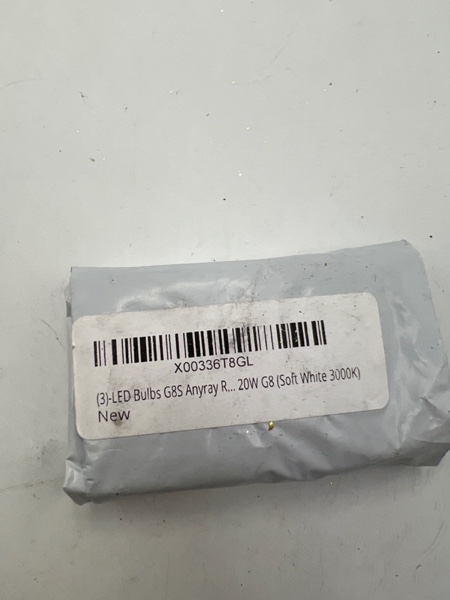 X00336T8GL
(3)-LED Bulbs G8S Anyray R... 20W G8 (Soft White 3000K)
New